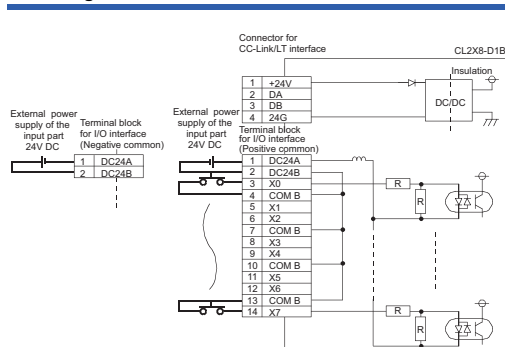 Connector for
CC-Link/LT interface
CL2X8-D1B
Insulation
1 +24V
2 DA
3 DB
4 24G
DC/DC
External power
supply of the
input part
24V DC
Terminal block
for I/O interface
(Negative common)
1 DC24A
2 DC24B
External power
supply of the
input part
24V DC
Terminal block
for I/O interface
(Positive common)
1 DC24A
2 DC24B
3 X0
4 COM B
5 X1
6 X2
7 COM B
8 X3
9 X4
10 COM B
11 X5
12 X6
13 COM B
14 X7
R
R
R
R